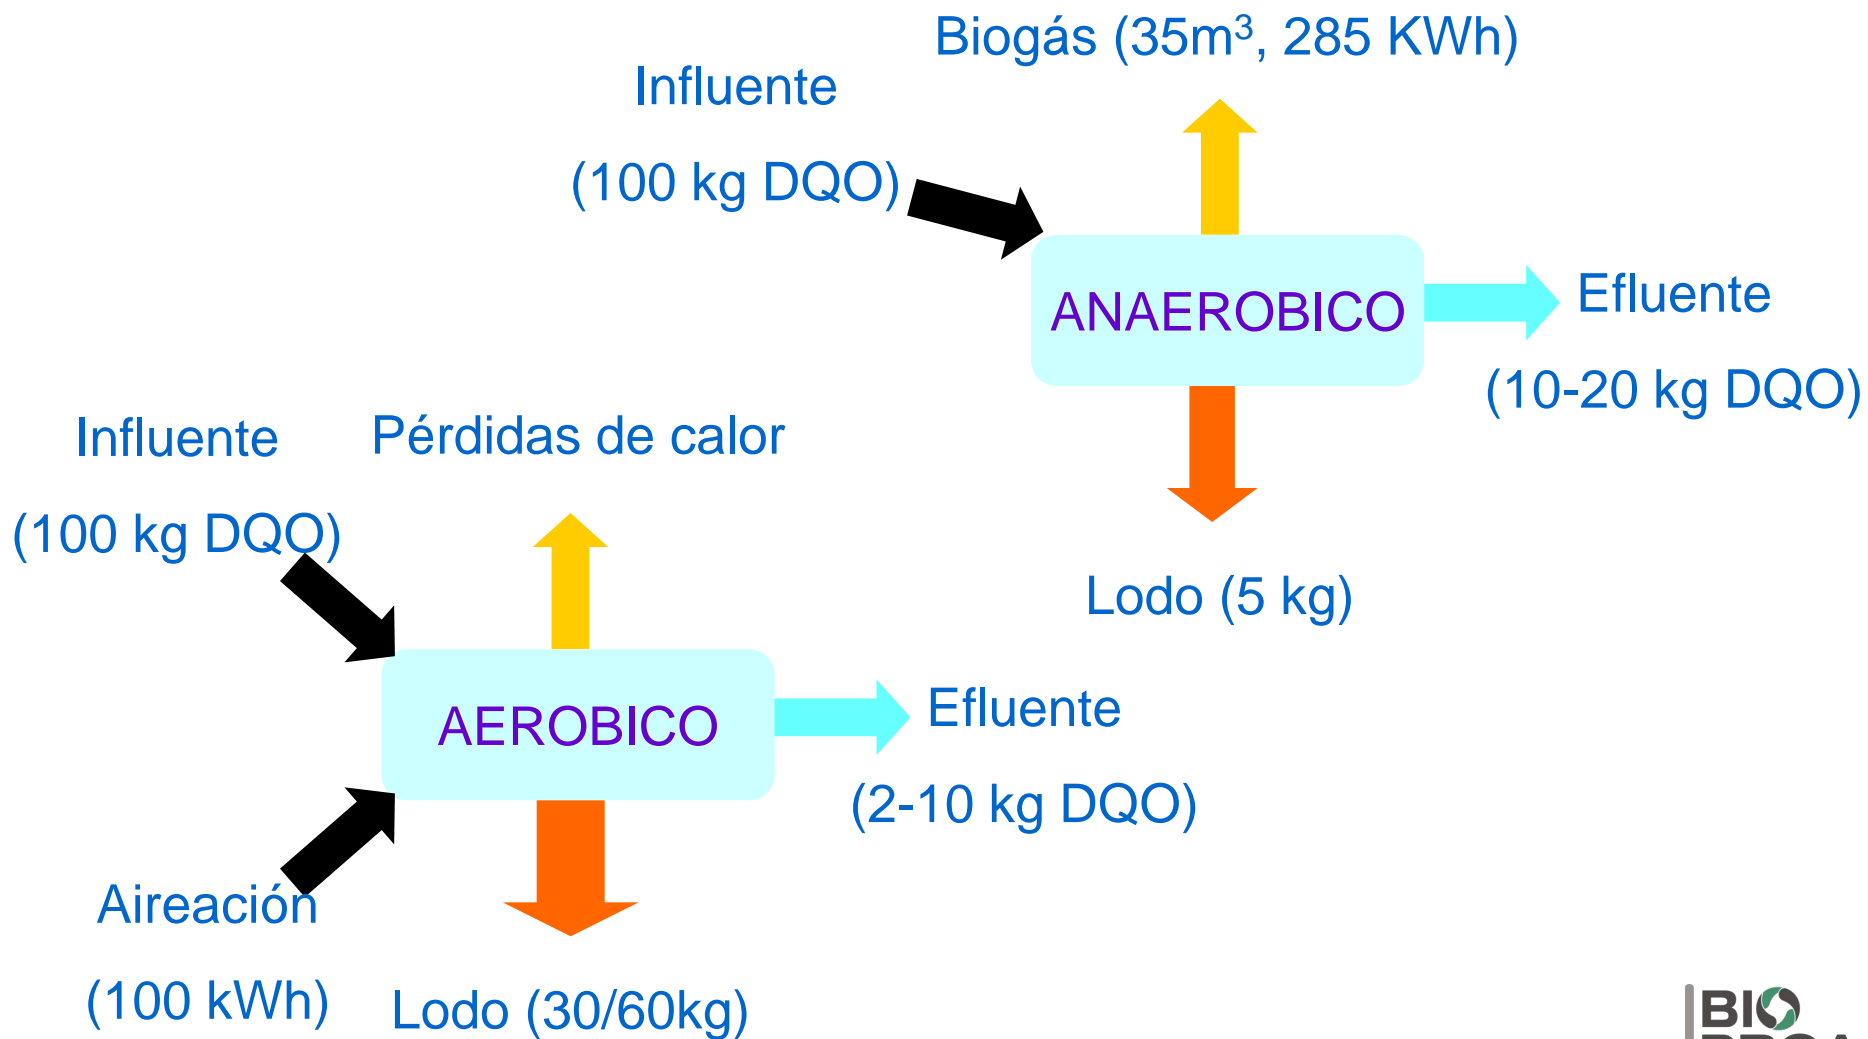 Biogás (35m³, 285 KWh)
Influente
(100 kg DQO)
ANAEROBICO
Efluente
(10-20 kg DQO)
Lodo (5 kg)
Influente
(100 kg DQO)
Pérdidas de calor
AEROBICO
Efluente
(2-10 kg DQO)
Aireación
(100 kWh)
Lodo (30/60kg)
BIO